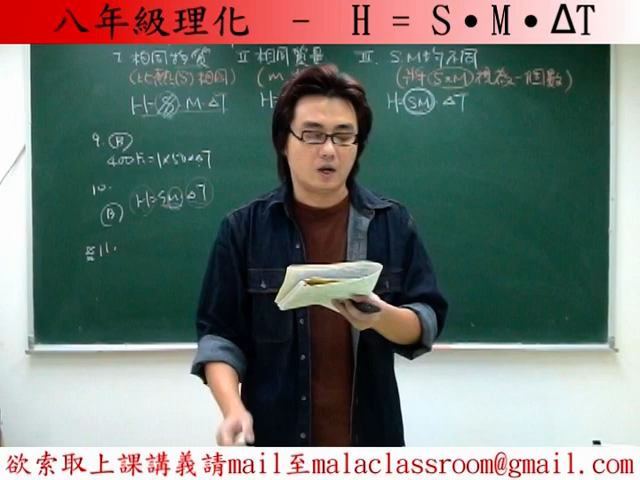 八年級理化 - H = S•M•ΔT
I 相同物質 II 相同質量 III. S.M均不同
(比熱(S)相同) (m (將(S×M)視為一個數)
H=S M ΔT H= H=SM ΔT
9. (A)
400卡=1×50×ΔT
10.
(B) H=SMΔT
11.
欲索取上課講義請mail至malaclassroom@gmail.com